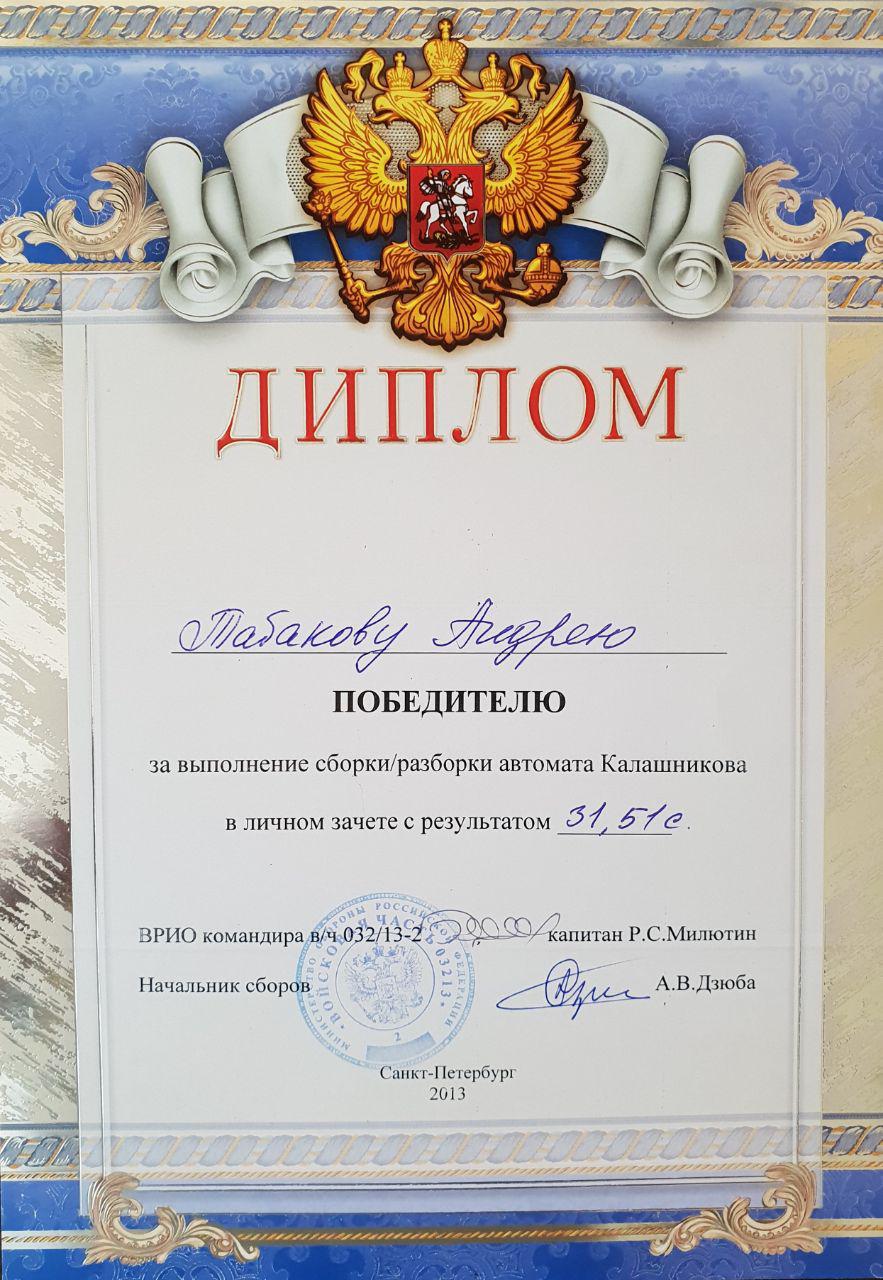 ДИПЛОМ
Табакову Андрею
ПОБЕДИТЕЛЮ
за выполнение сборки/разборки автомата Калашникова
в личном зачете с результатом 31,51с.
ВРИО командира в/ч 032/13-2 капитан Р.С.Милютин
Начальник сборов А.В.Дзюба
МИНИСТЕРСТВО ОБОРОНЫ РОССИЙСКОЙ ФЕДЕРАЦИИ
ВОЙСКОВАЯ ЧАСТЬ 03213
2
Санкт-Петербург
2013